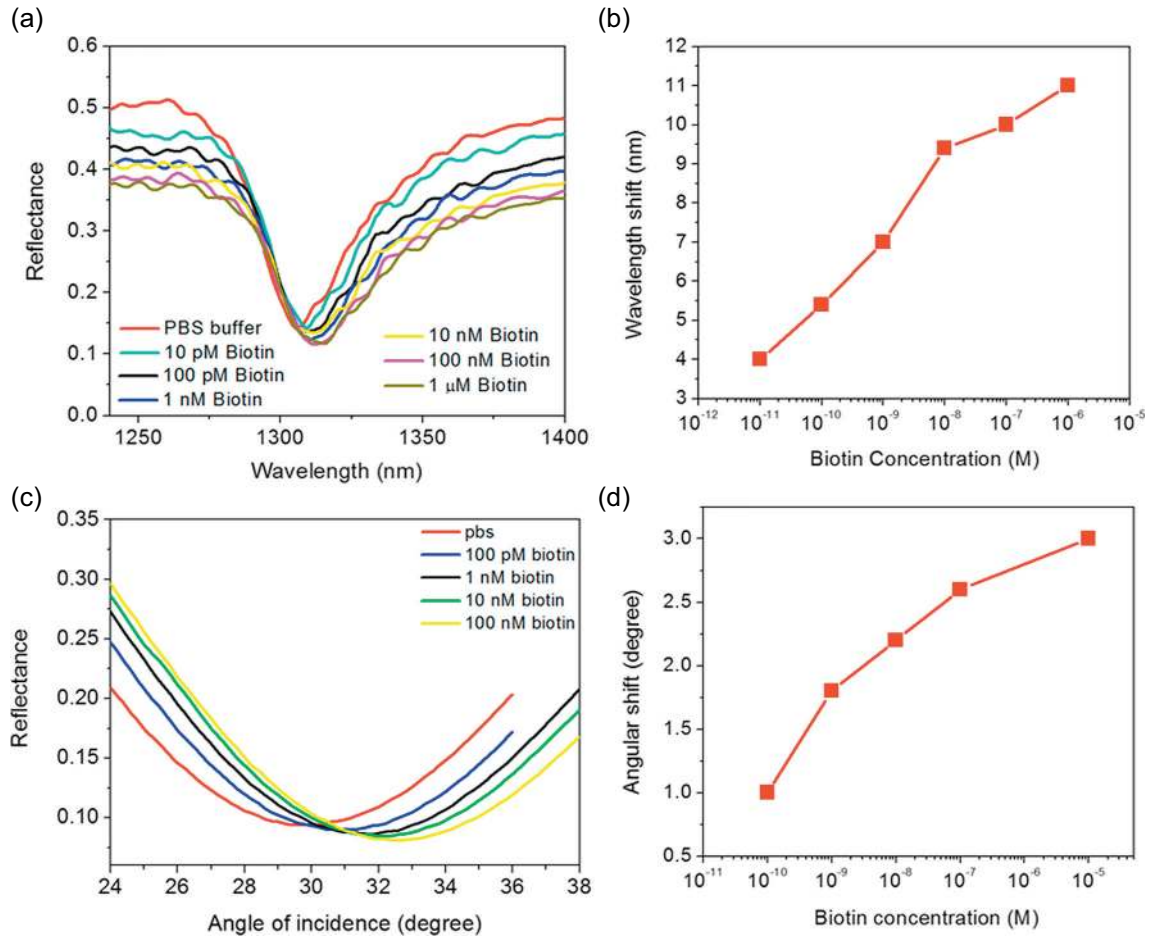 (a)
0.6
0.5
0.4
0.3
0.2
0.1
0.0
Reflectance
PBS buffer
10 pM Biotin
100 pM Biotin
1 nM Biotin
10 nM Biotin
100 nM Biotin
1 μM Biotin
1250 1300 1350 1400
Wavelength (nm)
(b)
12
11
10
9
8
7
6
5
4
3
Wavelength shift (nm)
10⁻¹² 10⁻¹¹ 10⁻¹⁰ 10⁻⁹ 10⁻⁸ 10⁻⁷ 10⁻⁶ 10⁻⁵
Biotin Concentration (M)
(c)
0.35
0.30
0.25
0.20
0.15
0.10
Reflectance
pbs
100 pM biotin
1 nM biotin
10 nM biotin
100 nM biotin
24 26 28 30 32 34 36 38
Angle of incidence (degree)
(d)
3.0
2.5
2.0
1.5
1.0
0.5
Angular shift (degree)
10⁻¹¹ 10⁻¹⁰ 10⁻⁹ 10⁻⁸ 10⁻⁷ 10⁻⁶ 10⁻⁵
Biotin concentration (M)